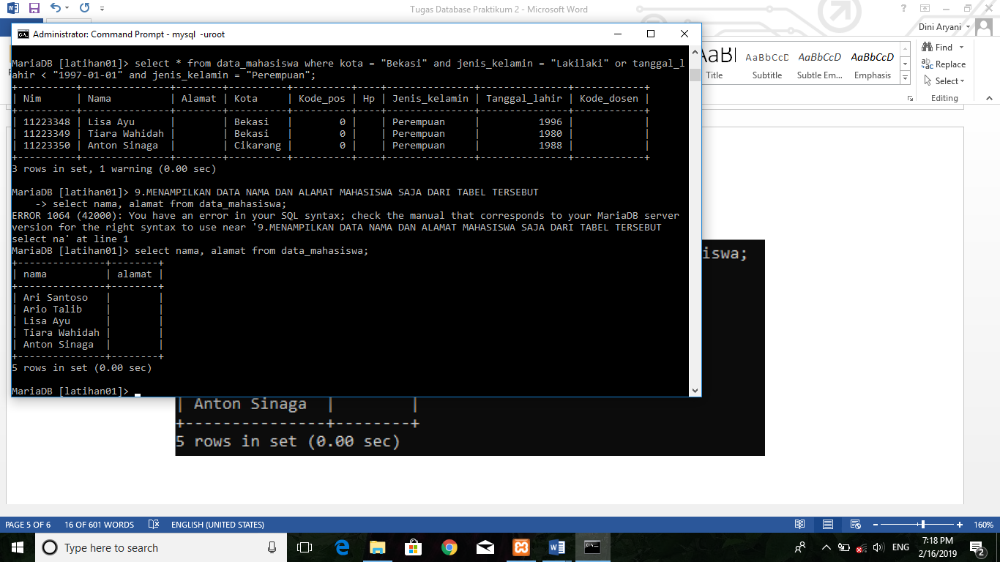 Tugas Database Praktikum 2 - Microsoft Word
Dini Aryani
Administrator: Command Prompt - mysql  -uroot
MariaDB [latihan01]> select * from data_mahasiswa where kota = "Bekasi" and jenis_kelamin = "Lakilaki" or tanggal_l
ahir < "1997-01-01" and jenis_kelamin = "Perempuan";
+----------+---------------+--------+----------+----------+----+---------------+---------------+------------+
| Nim      | Nama          | Alamat | Kota     | Kode_pos | Hp | Jenis_kelamin | Tanggal_lahir | Kode_dosen |
+----------+---------------+--------+----------+----------+----+---------------+---------------+------------+
| 11223348 | Lisa Ayu      |        | Bekasi   |        0 |    | Perempuan     |          1996 |            |
| 11223349 | Tiara Wahidah |        | Bekasi   |        0 |    | Perempuan     |          1980 |            |
| 11223350 | Anton Sinaga  |        | Cikarang |        0 |    | Perempuan     |          1988 |            |
+----------+---------------+--------+----------+----------+----+---------------+---------------+------------+
3 rows in set, 1 warning (0.00 sec)
MariaDB [latihan01]> 9.MENAMPILKAN DATA NAMA DAN ALAMAT MAHASISWA SAJA DARI TABEL TERSEBUT
    -> select nama, alamat from data_mahasiswa;
ERROR 1064 (42000): You have an error in your SQL syntax; check the manual that corresponds to your MariaDB server
version for the right syntax to use near '9.MENAMPILKAN DATA NAMA DAN ALAMAT MAHASISWA SAJA DARI TABEL TERSEBUT
select na' at line 1
MariaDB [latihan01]> select nama, alamat from data_mahasiswa;
+---------------+--------+
| nama          | alamat |
+---------------+--------+
| Ari Santoso   |        |
| Ario Talib    |        |
| Lisa Ayu      |        |
| Tiara Wahidah |        |
| Anton Sinaga  |        |
+---------------+--------+
5 rows in set (0.00 sec)
MariaDB [latihan01]>
AaBbCcD AaBbCcD AaBbCcD
Title Subtitle Subtle Em... Emphasis
Find
Replace
Select
Editing
iswa;
| Anton Sinaga  |        |
+---------------+--------+
5 rows in set (0.00 sec)
PAGE 5 OF 6 16 OF 601 WORDS ENGLISH (UNITED STATES) 160%
Type here to search
ENG
7:18 PM
2/16/2019
2